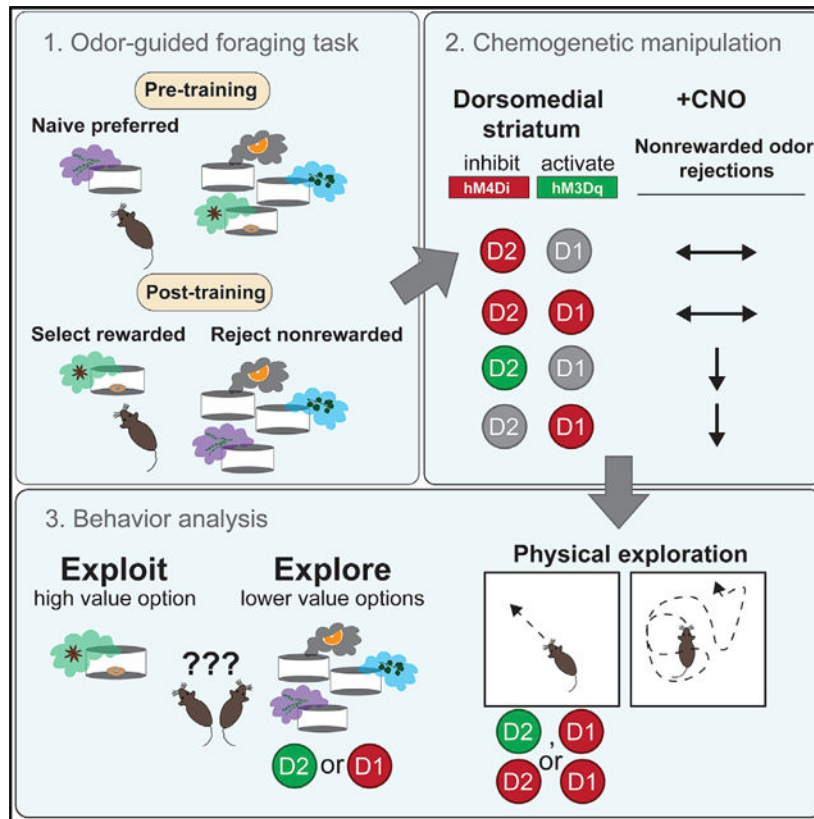 1. Odor-guided foraging task
Pre-training
Naive preferred
Post-training
Select rewarded
Reject nonrewarded
2. Chemogenetic manipulation
Dorsomedial
striatum
+CNO
inhibit
activate
hM4Di
hM3Dq
Nonrewarded odor
rejections
D2
D1
D2
D1
D2
D1
D2
D1
3. Behavior analysis
Exploit
high value option
???
Explore
lower value options
D2 or D1
Physical exploration
D2 , D1
or
D2 D1